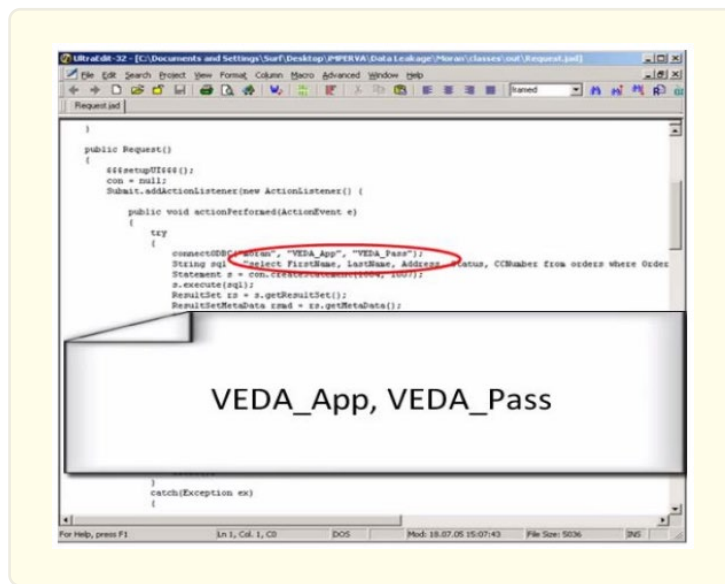 UltraEdit-32 - [C:\Documents and Settings\Surf\Desktop\IMPERVA\Data Leakage\Moran\classes\out\Request.jad]
File Edit Search Project View Format Column Macro Advanced Window Help
framed
Request.jad
}
public Request()
{
$$$setupUI$$$();
con = null;
Submit.addActionListener(new ActionListener() {
public void actionPerformed(ActionEvent e)
{
try
{
connectODBC("Moran", "VEDA_App", "VEDA_Pass");
String sql = "select FirstName, LastName, Address, Status, CCNumber from orders where Order
Statement s = con.createStatement(1004, 1007);
s.execute(sql);
ResultSet rs = s.getResultSet();
ResultSetMetaData rsmd = rs.getMetaData();
VEDA_App, VEDA_Pass
}
catch(Exception ex)
{
For Help, press F1 Ln 1, Col. 1, C0 DOS Mod: 18.07.05 15:07:43 File Size: 5036 INS